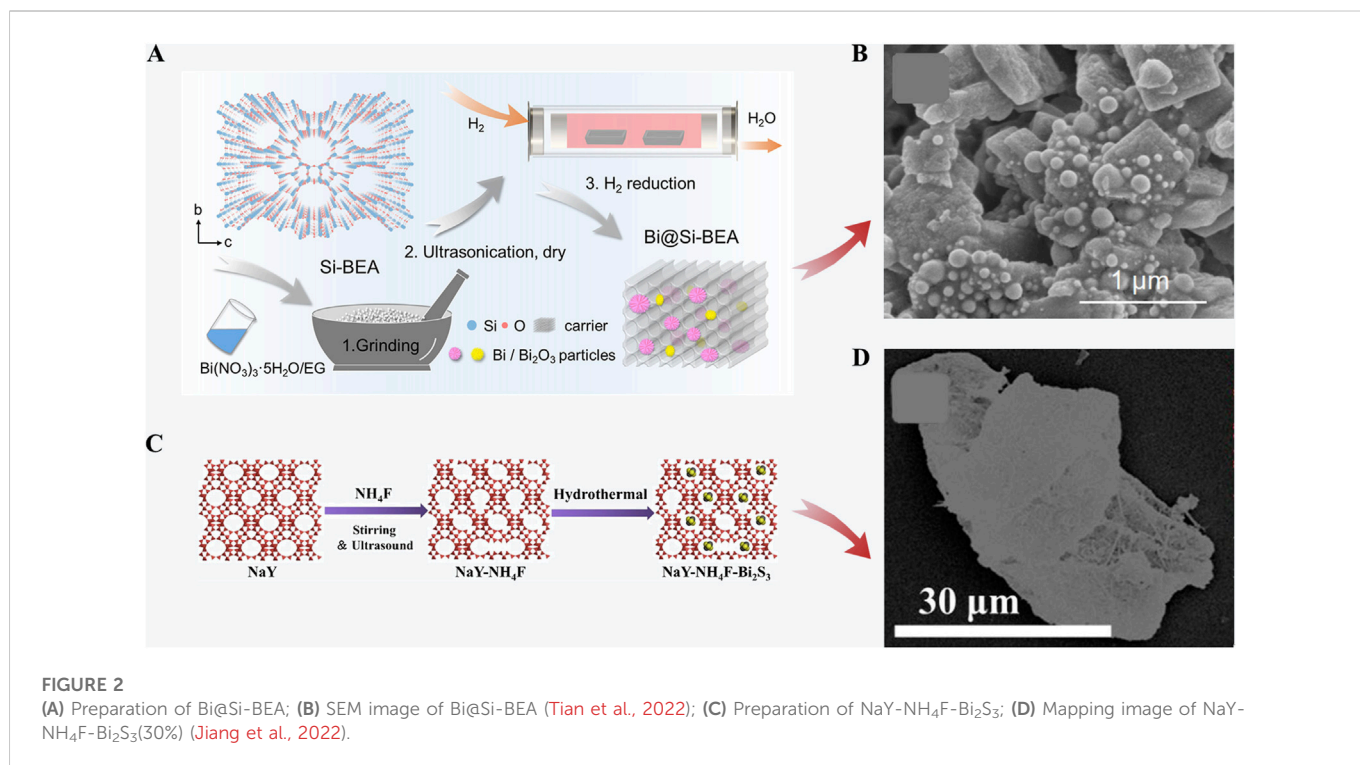 A
H₂
H₂O
3. H₂ reduction
b
c
Si-BEA
2. Ultrasonication, dry
Bi@Si-BEA
1.Grinding
Si
O
carrier
Bi / Bi₂O₃ particles
Bi(NO₃)₃·5H₂O/EG
B
1 μm
C
NH₄F
Stirring
& Ultrasound
Hydrothermal
NaY
NaY-NH₄F
NaY-NH₄F-Bi₂S₃
D
30 μm
FIGURE 2
(A) Preparation of Bi@Si-BEA; (B) SEM image of Bi@Si-BEA (Tian et al., 2022); (C) Preparation of NaY-NH₄F-Bi₂S₃; (D) Mapping image of NaY-
NH₄F-Bi₂S₃(30%) (Jiang et al., 2022).